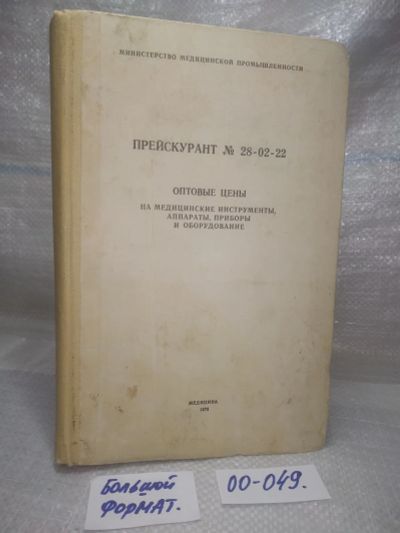 МИНИСТЕРСТВО МЕДИЦИНСКОЙ ПРОМЫШЛЕННОСТИ
ПРЕЙСКУРАНТ № 28-02-22
ОПТОВЫЕ ЦЕНЫ
НА МЕДИЦИНСКИЕ ИНСТРУМЕНТЫ,
АППАРАТЫ, ПРИБОРЫ
И ОБОРУДОВАНИЕ
МЕДИЦИНА
БОЛЬШОЙ
ФОРМАТ.
00-049.